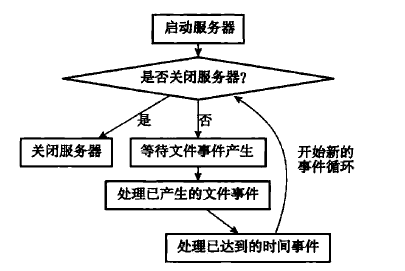 启动服务器
是否关闭服务器?
是
否
关闭服务器
等待文件事件产生
开始新的
事件循环
处理已产生的文件事件
处理已达到的时间事件